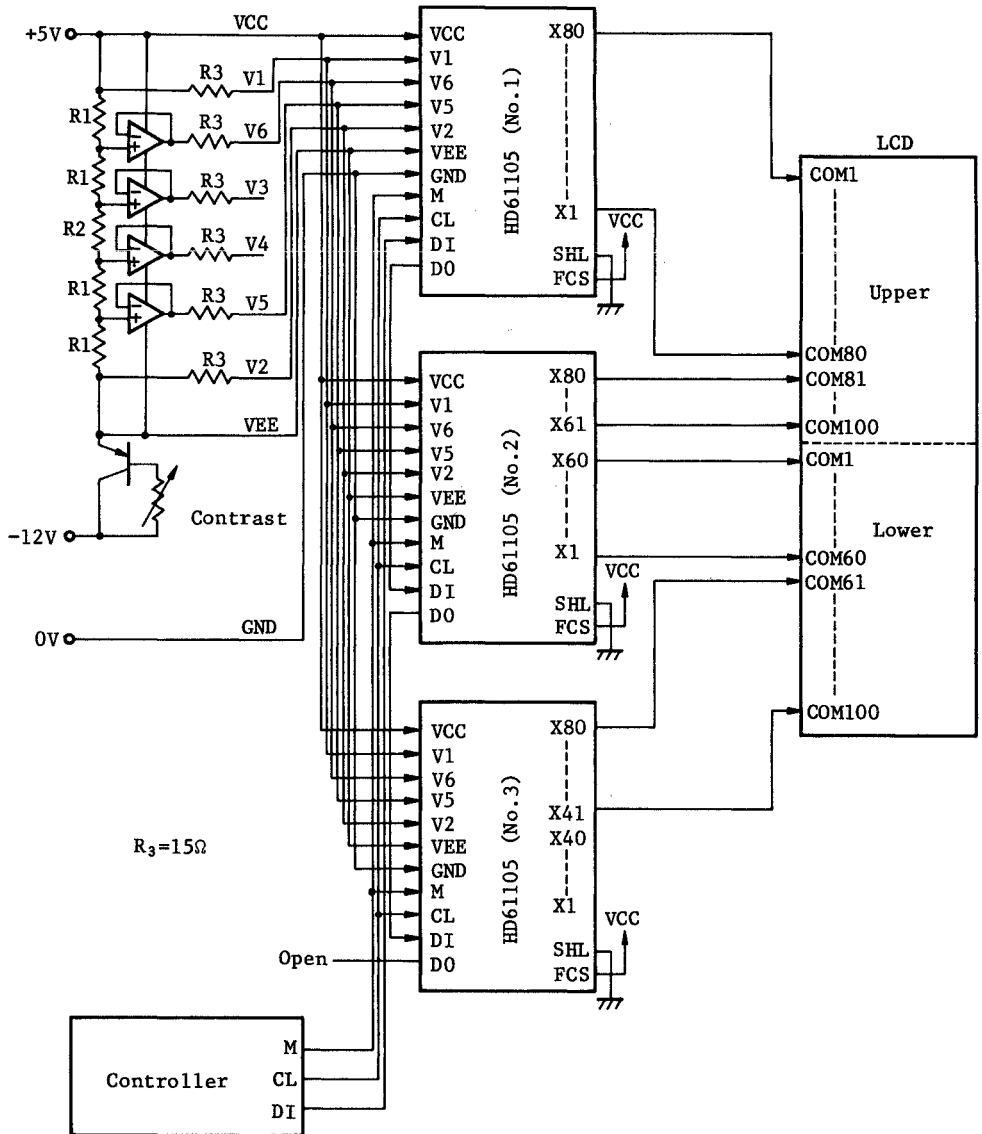 +5V
VCC
R1
R1
R2
R1
R1
R3 V1
R3 V6
R3 V3
R3 V4
R3 V5
R3 V2
VEE
Contrast
-12V
0V
GND
R3=15Ω
Open
Controller
M
CL
DI
HD61105 (No.1)
VCC
V1
V6
V5
V2
VEE
GND
M
CL
DI
DO
X80
X1
SHL
FCS
VCC
HD61105 (No.2)
VCC
V1
V6
V5
V2
VEE
GND
M
CL
DI
DO
X80
X61
X60
X1
SHL
FCS
VCC
HD61105 (No.3)
VCC
V1
V6
V5
V2
VEE
GND
M
CL
DI
DO
X80
X41
X40
X1
SHL
FCS
VCC
LCD
COM1
Upper
COM80
COM81
COM100
COM1
Lower
COM60
COM61
COM100